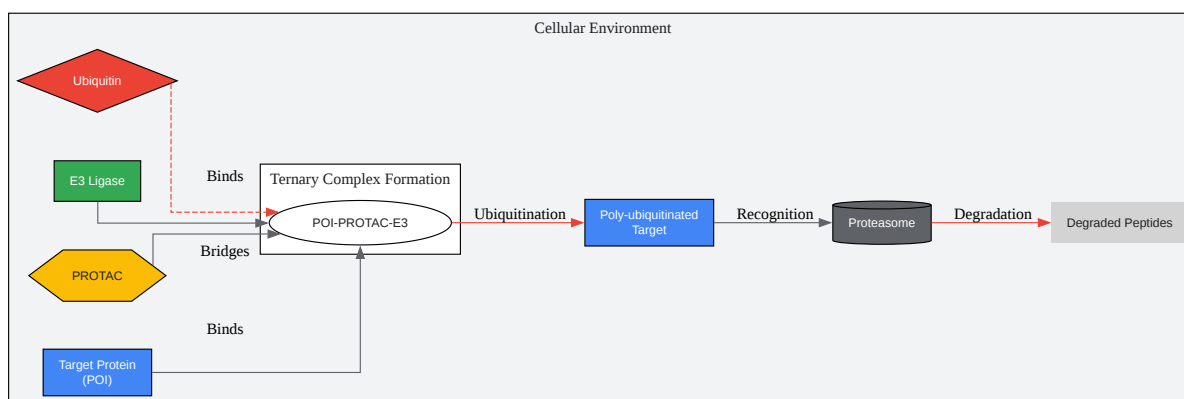 Cellular Environment
Ubiquitin
E3 Ligase
Binds
Ternary Complex Formation
POI-PROTAC-E3
Ubiquitination
Poly-ubiquitinated
Target
Recognition
Proteasome
Degradation
Degraded Peptides
Bridges
PROTAC
Binds
Target Protein
(POI)